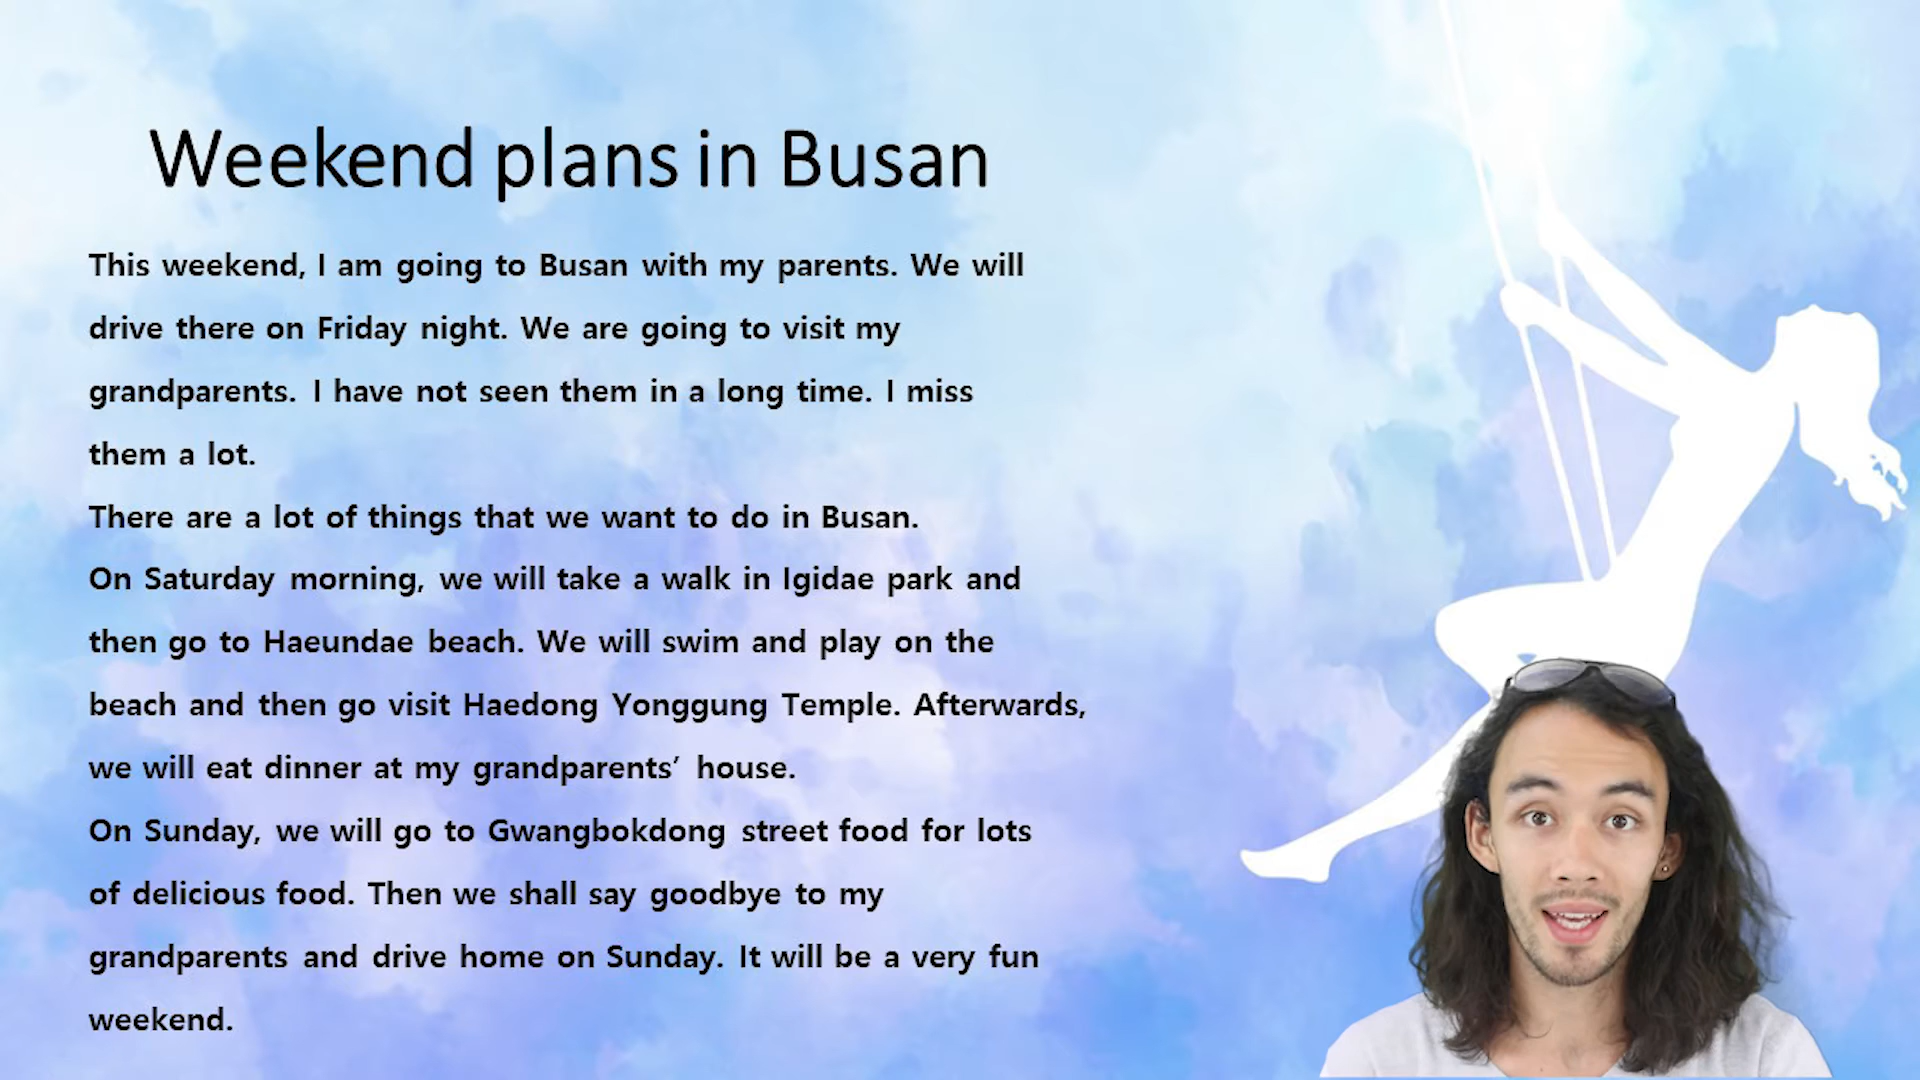 Weekend plans in Busan
This weekend, I am going to Busan with my parents. We will
drive there on Friday night. We are going to visit my
grandparents. I have not seen them in a long time. I miss
them a lot.
There are a lot of things that we want to do in Busan.
On Saturday morning, we will take a walk in Igidae park and
then go to Haeundae beach. We will swim and play on the
beach and then go visit Haedong Yonggung Temple. Afterwards,
we will eat dinner at my grandparents’ house.
On Sunday, we will go to Gwangbokdong street food for lots
of delicious food. Then we shall say goodbye to my
grandparents and drive home on Sunday. It will be a very fun
weekend.